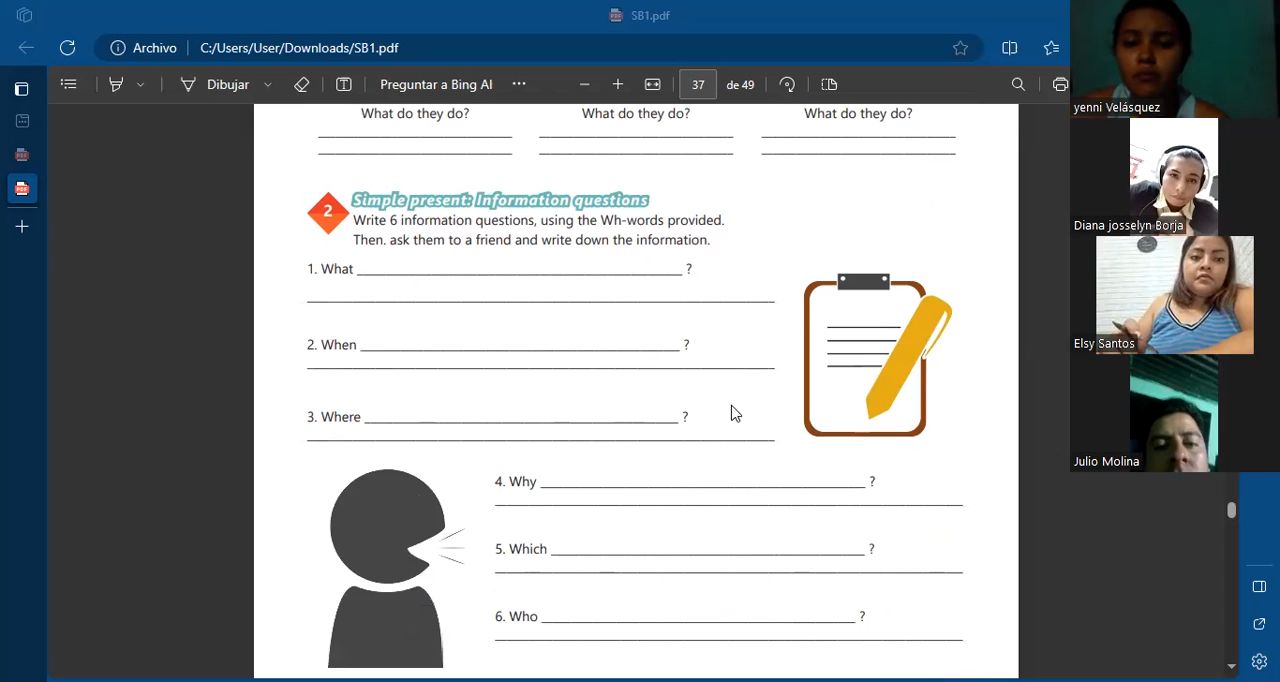 SB1.pdf
Archivo C:/Users/User/Downloads/SB1.pdf
Dibujar Preguntar a Bing AI 37 de 49
What do they do? What do they do? What do they do?
2 Simple present: Information questions
Write 6 information questions, using the Wh-words provided.
Then. ask them to a friend and write down the information.
1. What ?
2. When ?
3. Where ?
4. Why ?
5. Which ?
6. Who ?
yenni Velásquez
Diana josselyn Borja
Elsy Santos
Julio Molina